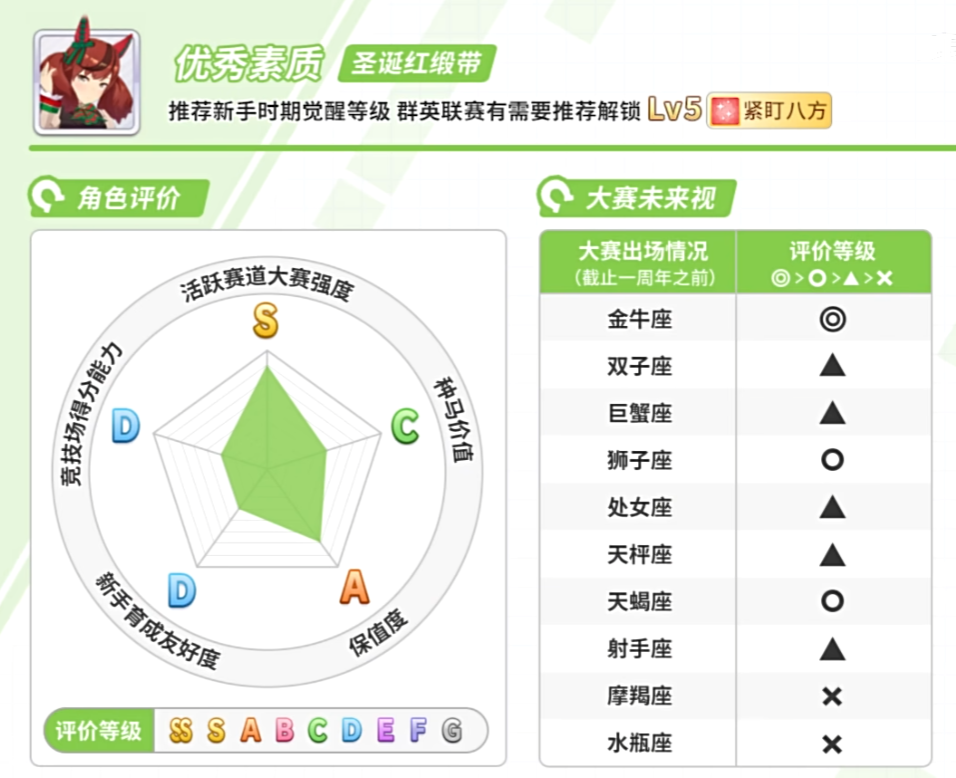 优秀素质 圣诞红缎带
推荐新手时期觉醒等级 群英联赛有需要推荐解锁 Lv5 紧盯八方
角色评价
活跃赛道大赛强度
S
种马价值
C
保值度
A
新手育成友好度
D
竞技场得分能力
D
评价等级 SS S A B C D E F G
大赛未来视
大赛出场情况 评价等级
(截止一周年之前) ◎>○>▲>✕
金牛座 ◎
双子座 ▲
巨蟹座 ▲
狮子座 ○
处女座 ▲
天枰座 ▲
天蝎座 ○
射手座 ▲
摩羯座 ✕
水瓶座 ✕